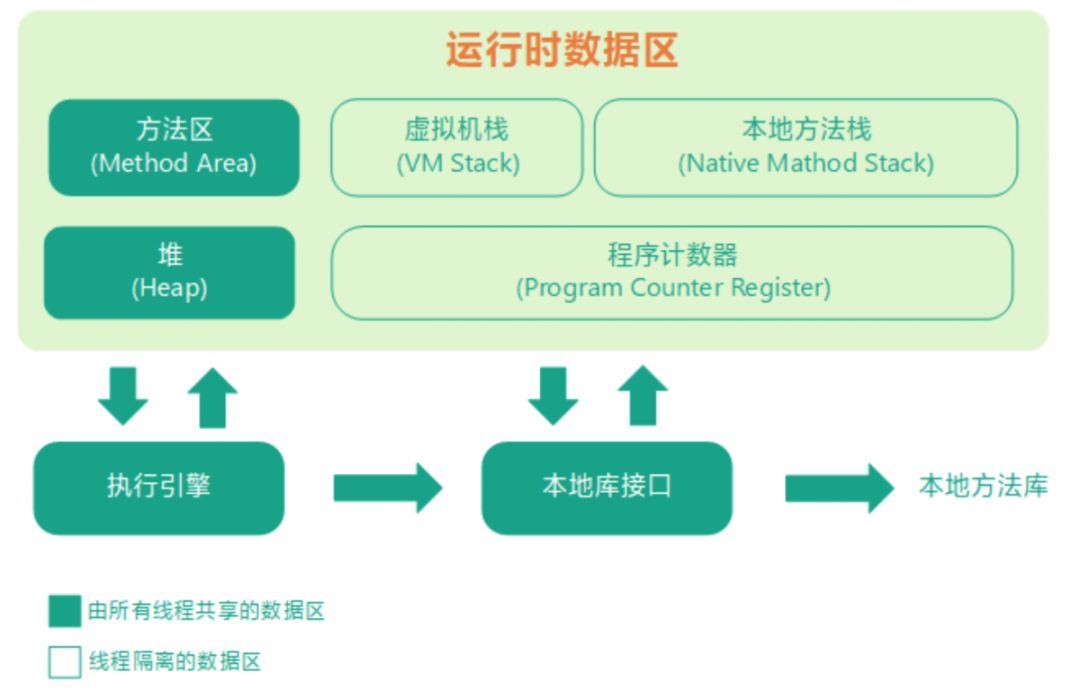 运行时数据区
方法区
(Method Area)
虚拟机栈
(VM Stack)
本地方法栈
(Native Mathod Stack)
堆
(Heap)
程序计数器
(Program Counter Register)
执行引擎
本地库接口
本地方法库
由所有线程共享的数据区
线程隔离的数据区